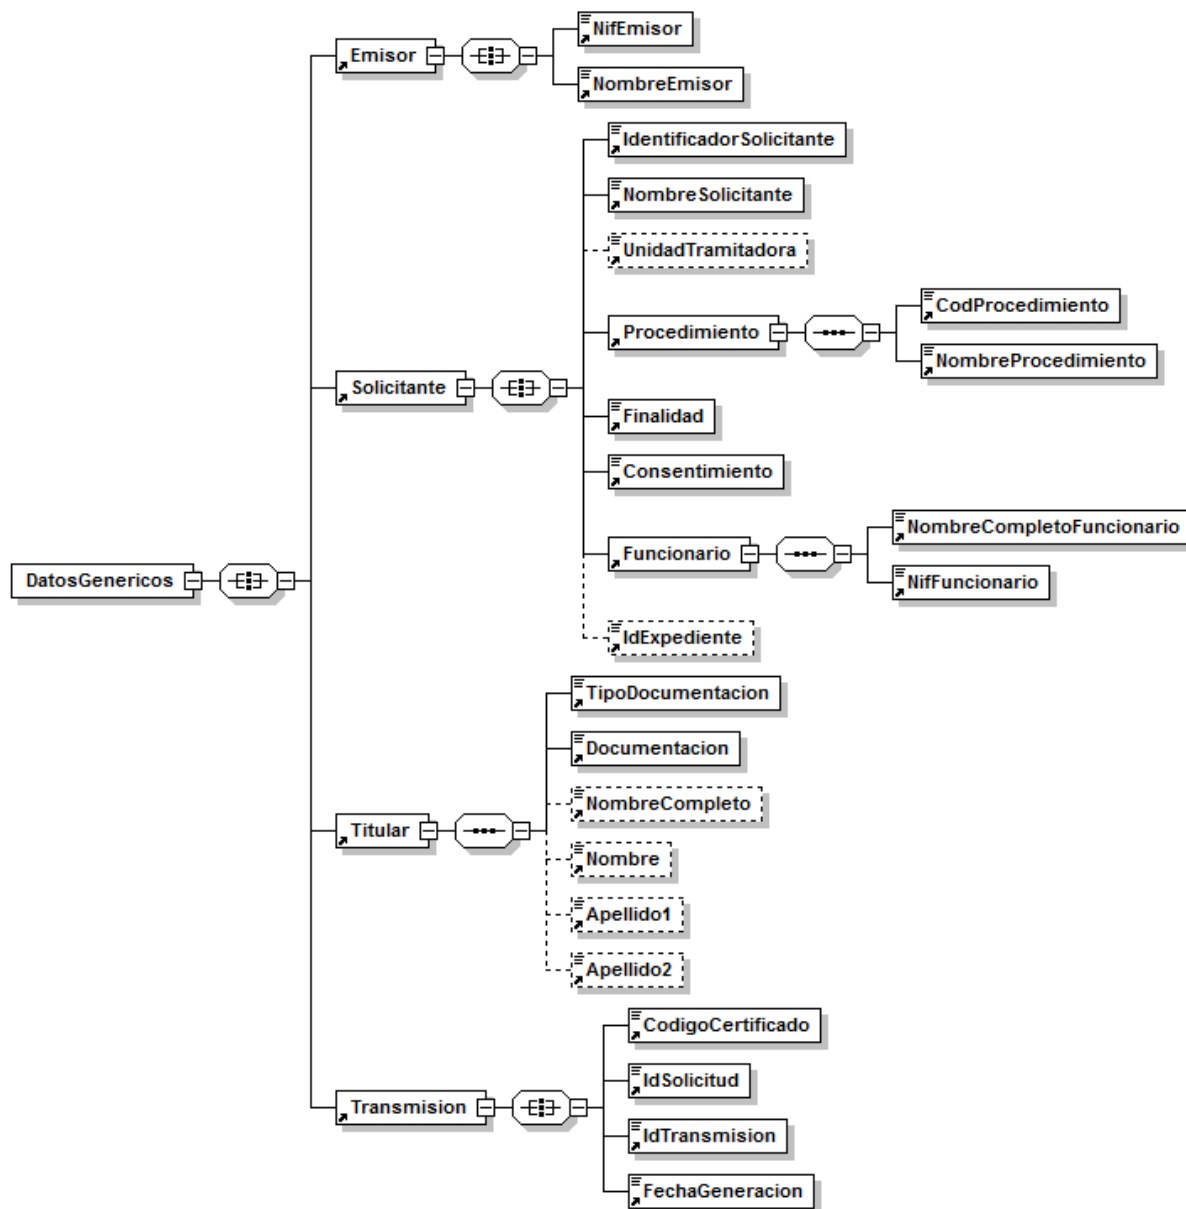 DatosGenericos
Emisor
NifEmisor
NombreEmisor
Solicitante
IdentificadorSolicitante
NombreSolicitante
UnidadTramitadora
Procedimiento
CodProcedimiento
NombreProcedimiento
Finalidad
Consentimiento
Funcionario
NombreCompletoFuncionario
NifFuncionario
IdExpediente
Titular
TipoDocumentacion
Documentacion
NombreCompleto
Nombre
Apellido1
Apellido2
Transmision
CodigoCertificado
IdSolicitud
IdTransmision
FechaGeneracion